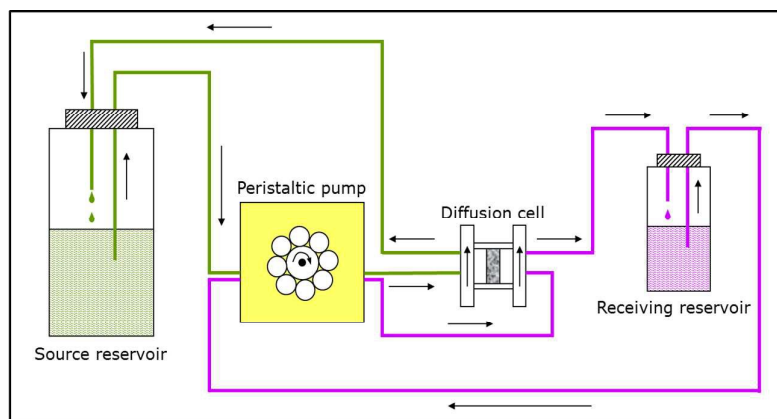 Peristaltic pump
Diffusion cell
Receiving reservoir
Source reservoir